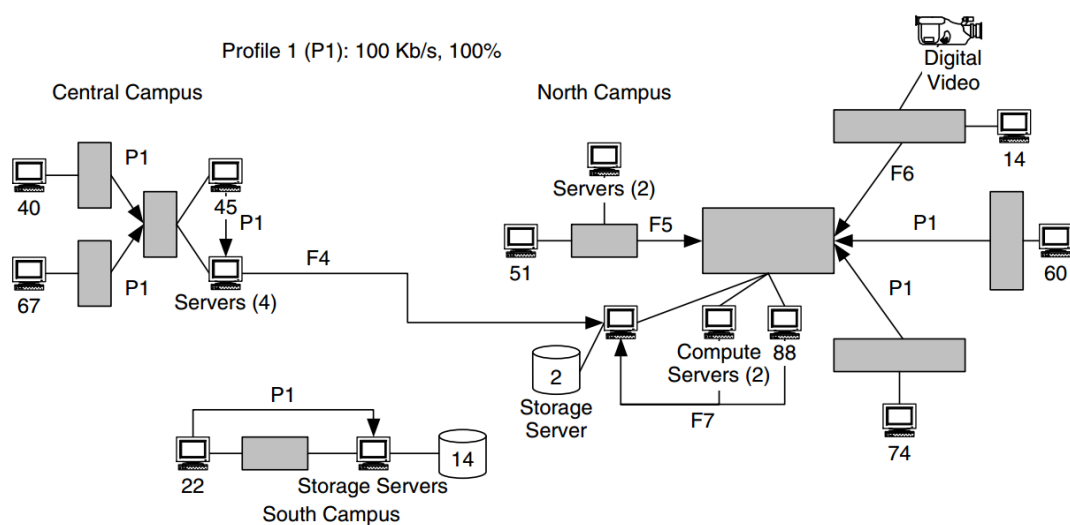 Profile 1 (P1): 100 Kb/s, 100%
Central Campus
North Campus
Digital
Video
P1
40
45
P1
67
P1
Servers (4)
F4
Servers (2)
51
F5
14
F6
P1
60
P1
74
Compute
Servers (2)
88
2
Storage
Server
F7
P1
22
Storage Servers
14
South Campus